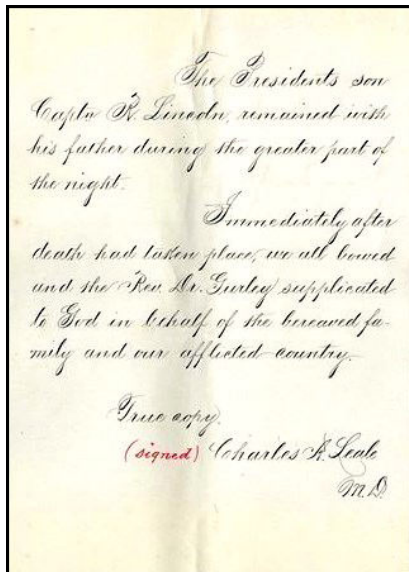 The Presidents son
Captn R. Lincoln, remained with
his father during the greater part of
the night.
Immediately after
death had taken place, we all bowed
and the Rev. Dr. Gurley supplicated
to God in behalf of the bereaved fa-
mily and our afflicted country.
True copy.
(signed) Charles A. Leale
M.D.